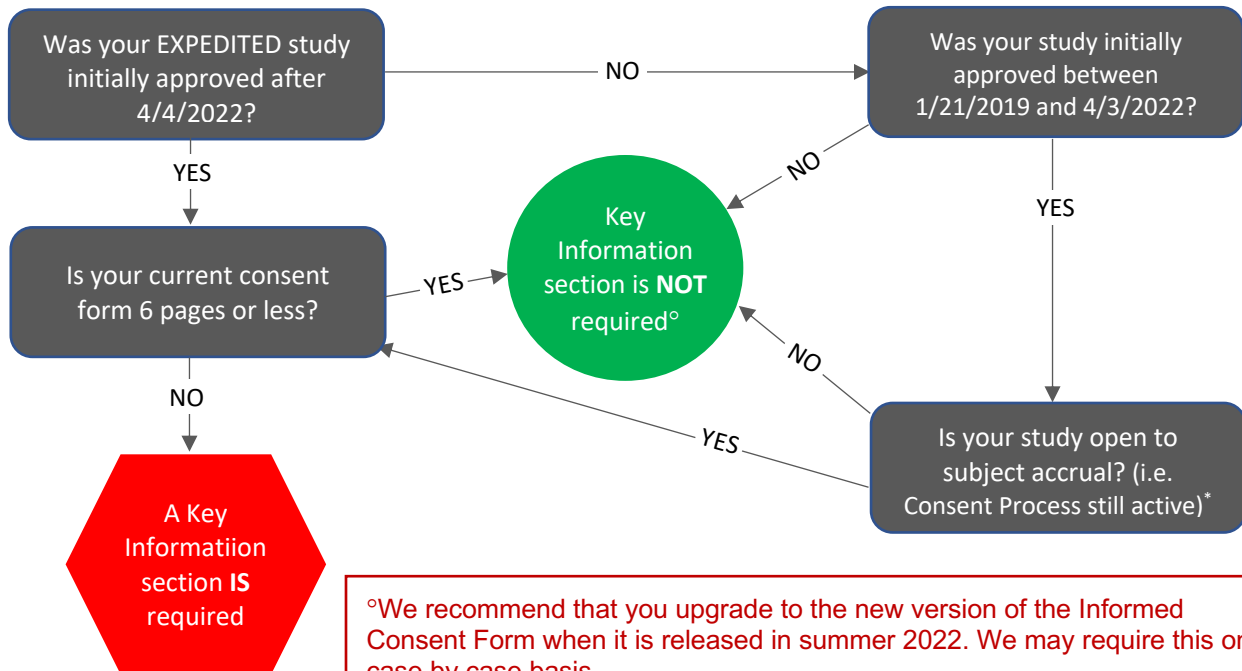 Was your EXPEDITED study
initially approved after
4/4/2022?
NO
Was your study initially
approved between
1/21/2019 and 4/3/2022?
YES
NO
YES
Key
Information
section is NOT
required°
Is your current consent
form 6 pages or less?
YES
NO
NO
YES
Is your study open to
subject accrual? (i.e.
Consent Process still active)*
A Key
Informatiion
section IS
required
°We recommend that you upgrade to the new version of the Informed
Consent Form when it is released in summer 2022. We may require this on
case by case basis